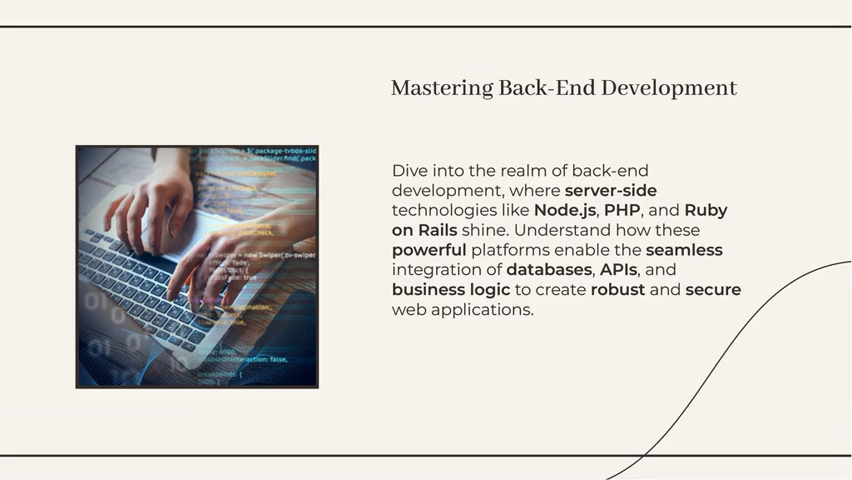 Mastering Back-End Development
Dive into the realm of back-end
development, where server-side
technologies like Node.js, PHP, and Ruby
on Rails shine. Understand how these
powerful platforms enable the seamless
integration of databases, APIs, and
business logic to create robust and secure
web applications.